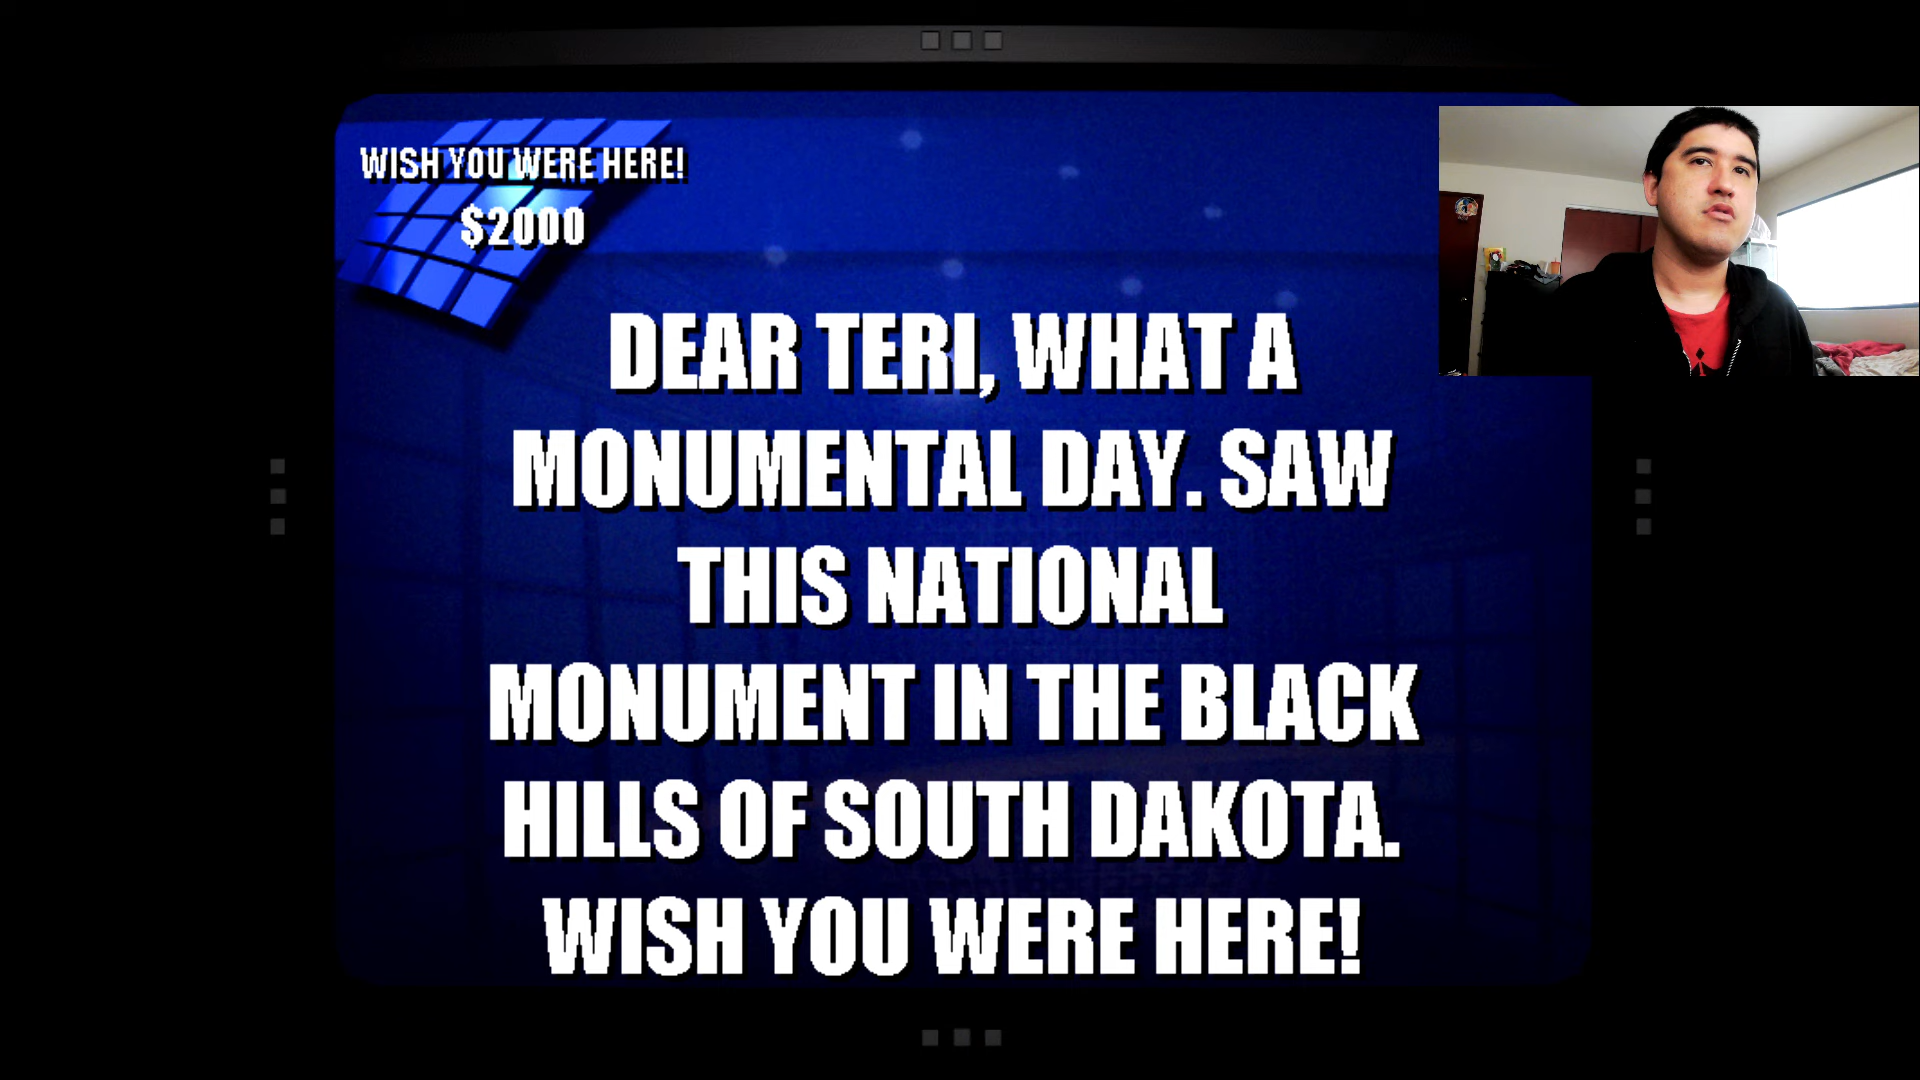 WISH YOU WERE HERE!
$2000
DEAR TERI, WHAT A
MONUMENTAL DAY. SAW
THIS NATIONAL
MONUMENT IN THE BLACK
HILLS OF SOUTH DAKOTA.
WISH YOU WERE HERE!